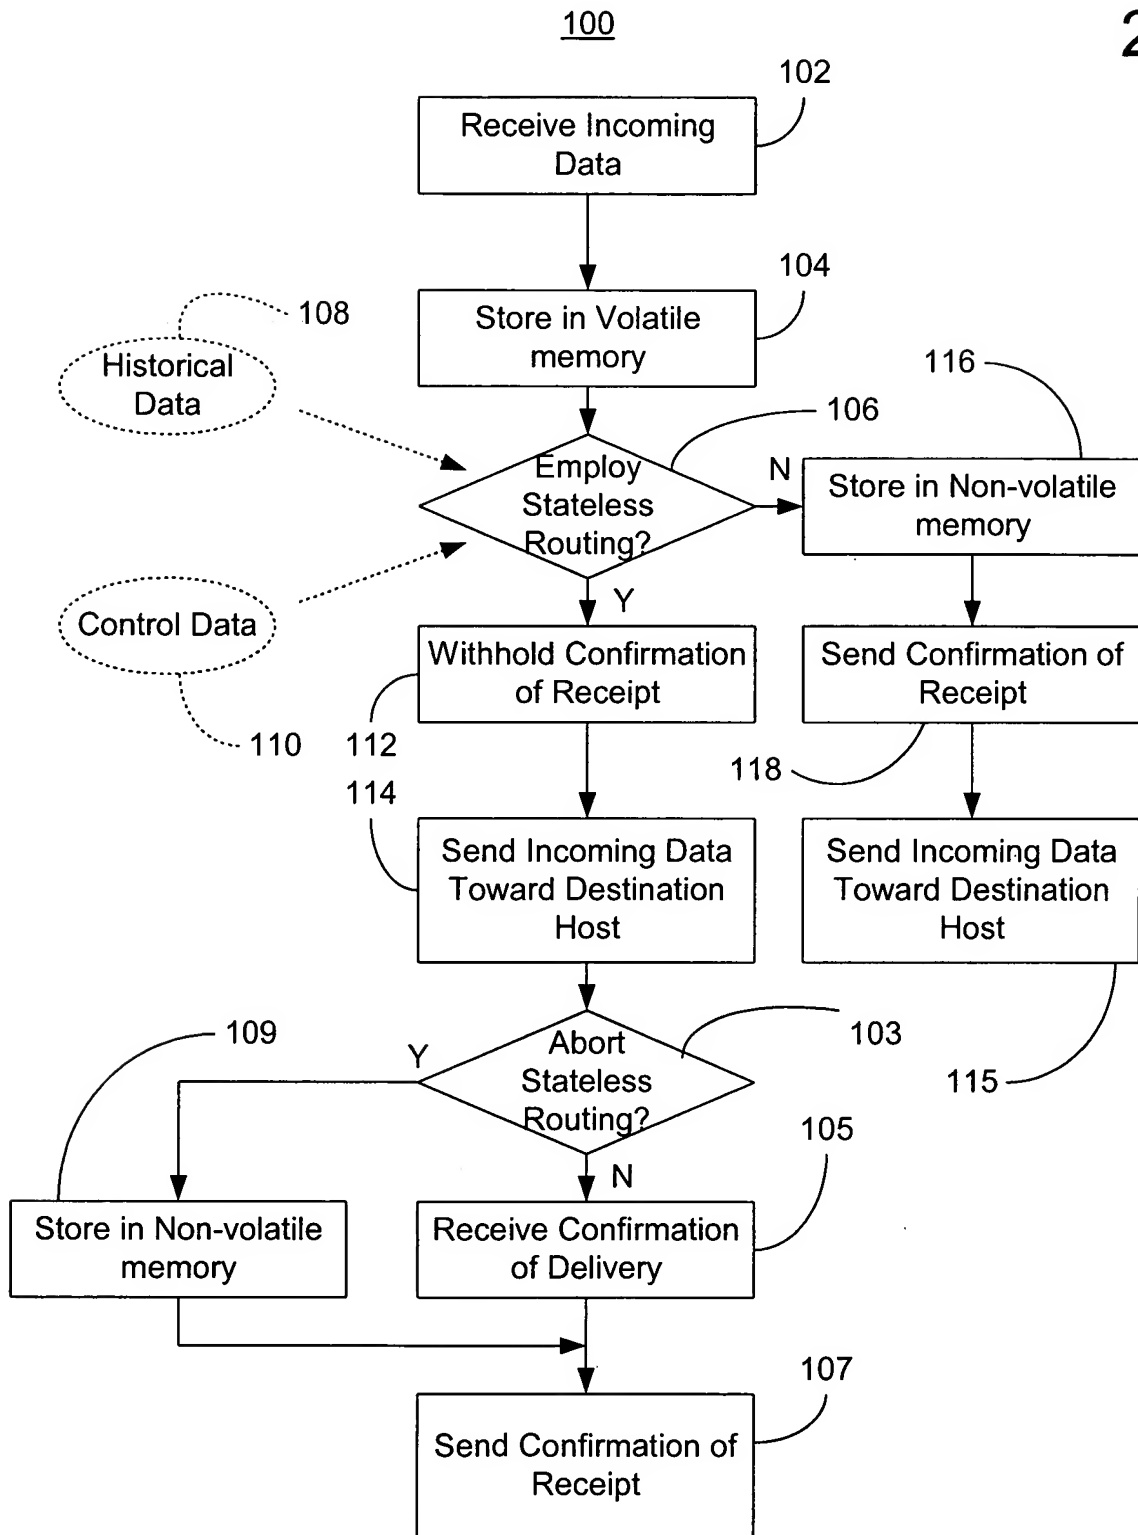 100
2
102
Receive Incoming
Data
104
Store in Volatile
memory
108
Historical
Data
116
106
Employ
Stateless
Routing?
N
Store in Non-volatile
memory
Control Data
110
Y
Withhold Confirmation
of Receipt
112
Send Confirmation of
Receipt
118
114
Send Incoming Data
Toward Destination
Host
Send Incoming Data
Toward Destination
Host
115
103
Abort
Stateless
Routing?
Y
109
N
105
Store in Non-volatile
memory
Receive Confirmation
of Delivery
107
Send Confirmation of
Receipt